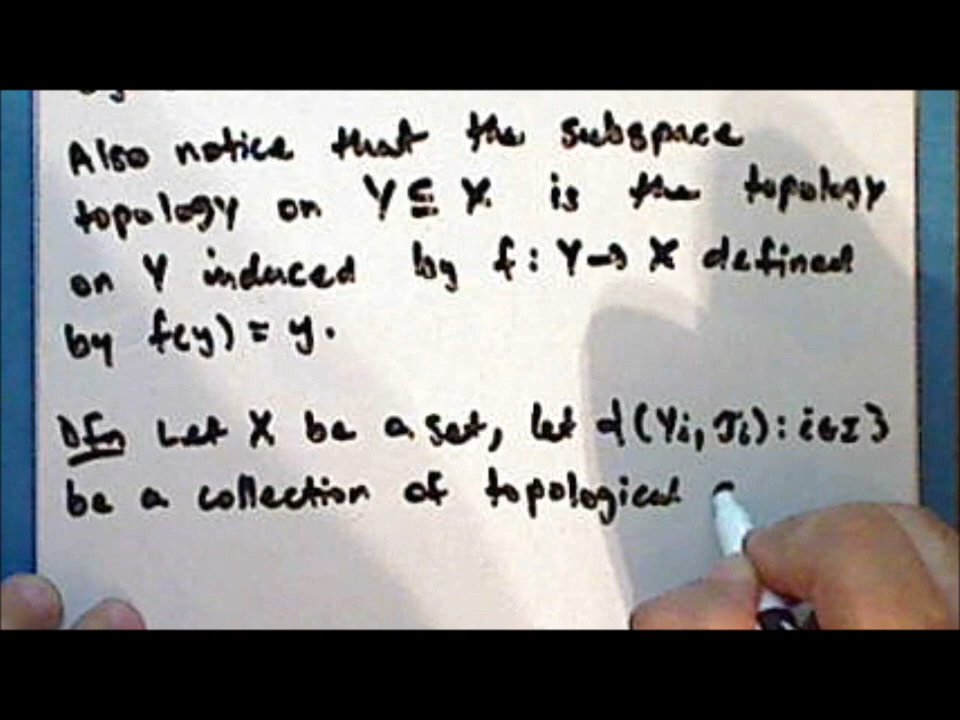 Also notice that the subspace
topology on Y ⊆ X is the topology
on Y induced by f : Y → X defined
by f(y) = y.
Dfn Let X be a set, let {(Yi, Ti) : i∈I}
be a collection of topological